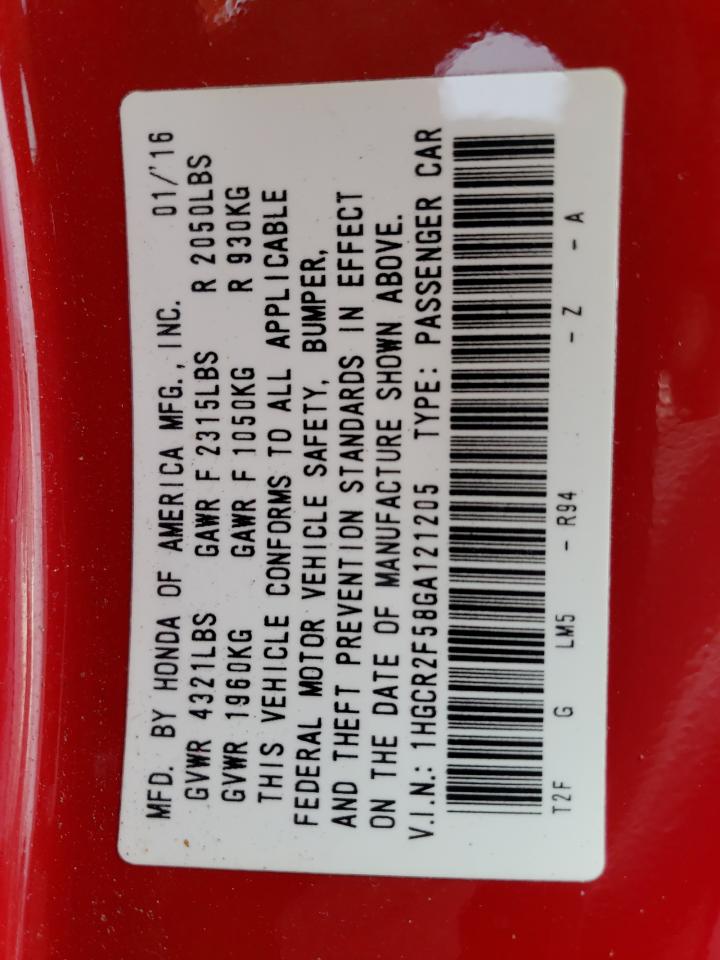 MFD. BY HONDA OF AMERICA MFG., INC. 01/'16
GVWR 4321LBS GAWR F 2315LBS R 2050LBS
GVWR 1960KG GAWR F 1050KG R 930KG
THIS VEHICLE CONFORMS TO ALL APPLICABLE
FEDERAL MOTOR VEHICLE SAFETY, BUMPER,
AND THEFT PREVENTION STANDARDS IN EFFECT
ON THE DATE OF MANUFACTURE SHOWN ABOVE.
V.I.N.: 1HGCR2F58GA121205 TYPE: PASSENGER CAR
T2F G LM5 - R94 - Z - A